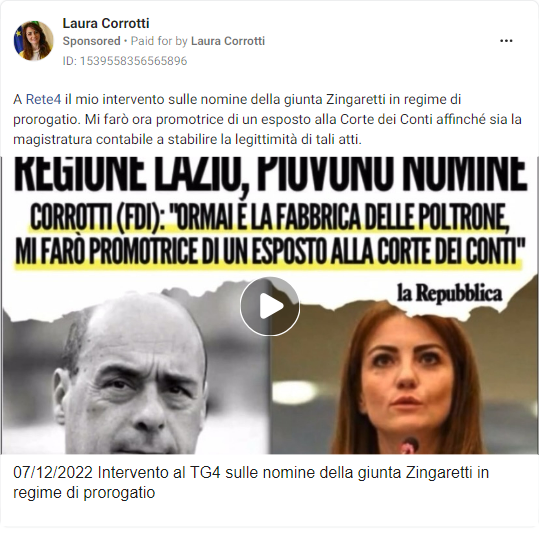 Laura Corrotti
Sponsored • Paid for by Laura Corrotti
ID: 1539558356565896
A Rete4 il mio intervento sulle nomine della giunta Zingaretti in regime di
prorogatio. Mi farò ora promotrice di un esposto alla Corte dei Conti affinché sia la
magistratura contabile a stabilire la legittimità di tali atti.
REGIONE LAZIO, PIOVONO NOMINE
CORROTTI (FDI): "ORMAI È LA FABBRICA DELLE POLTRONE,
MI FARÒ PROMOTRICE DI UN ESPOSTO ALLA CORTE DEI CONTI"
la Repubblica
07/12/2022 Intervento al TG4 sulle nomine della giunta Zingaretti in
regime di prorogatio